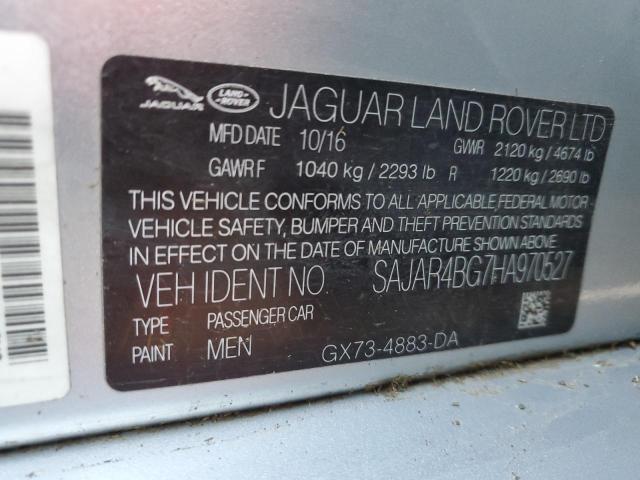 JAGUAR LAND-ROVER JAGUAR LAND ROVER LTD
MFD DATE 10/16 GVWR 2120 kg / 4674 lb
GAWR F 1040 kg / 2293 lb R 1220 kg / 2690 lb
THIS VEHICLE CONFORMS TO ALL APPLICABLE FEDERAL MOTOR-
VEHICLE SAFETY, BUMPER AND THEFT PREVENTION STANDARDS
IN EFFECT ON THE DATE OF MANUFACTURE SHOWN ABOVE.
VEH IDENT NO. SAJAR4BG7HA970527
TYPE PASSENGER CAR
PAINT MEN GX73-4883-DA